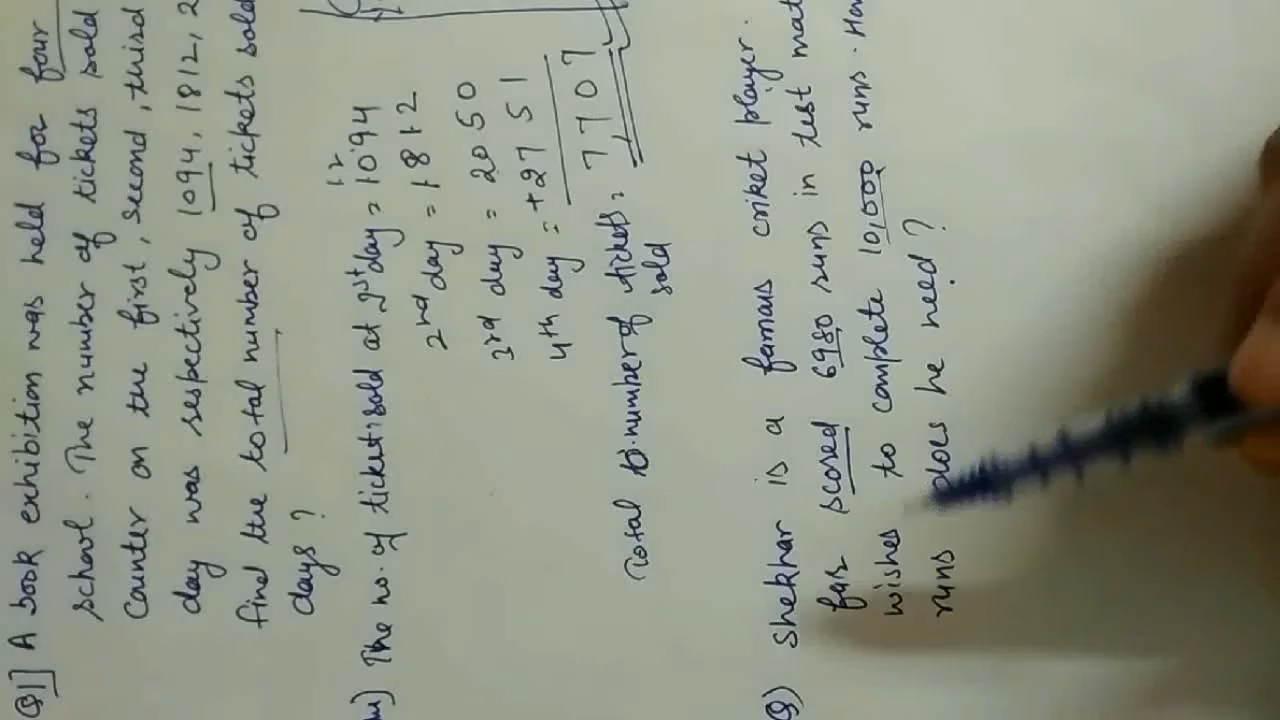 Q1] A book exhibition was held for four
school. The number of tickets sold
Counter on the first, second, third
day was respectively 1094, 1812, 2
find the total number of tickets sold
days?
12
The no. of tickets sold at 1st day = 1094
2nd day = 1812
3rd day = 2050
4th day = +2751
Total number of tickets = 7707
sold
Q) Shekhar is a famous criket player.
far scored 6980 runs in test mat
wishes to complete 10,000 runs. How
runs does he need?